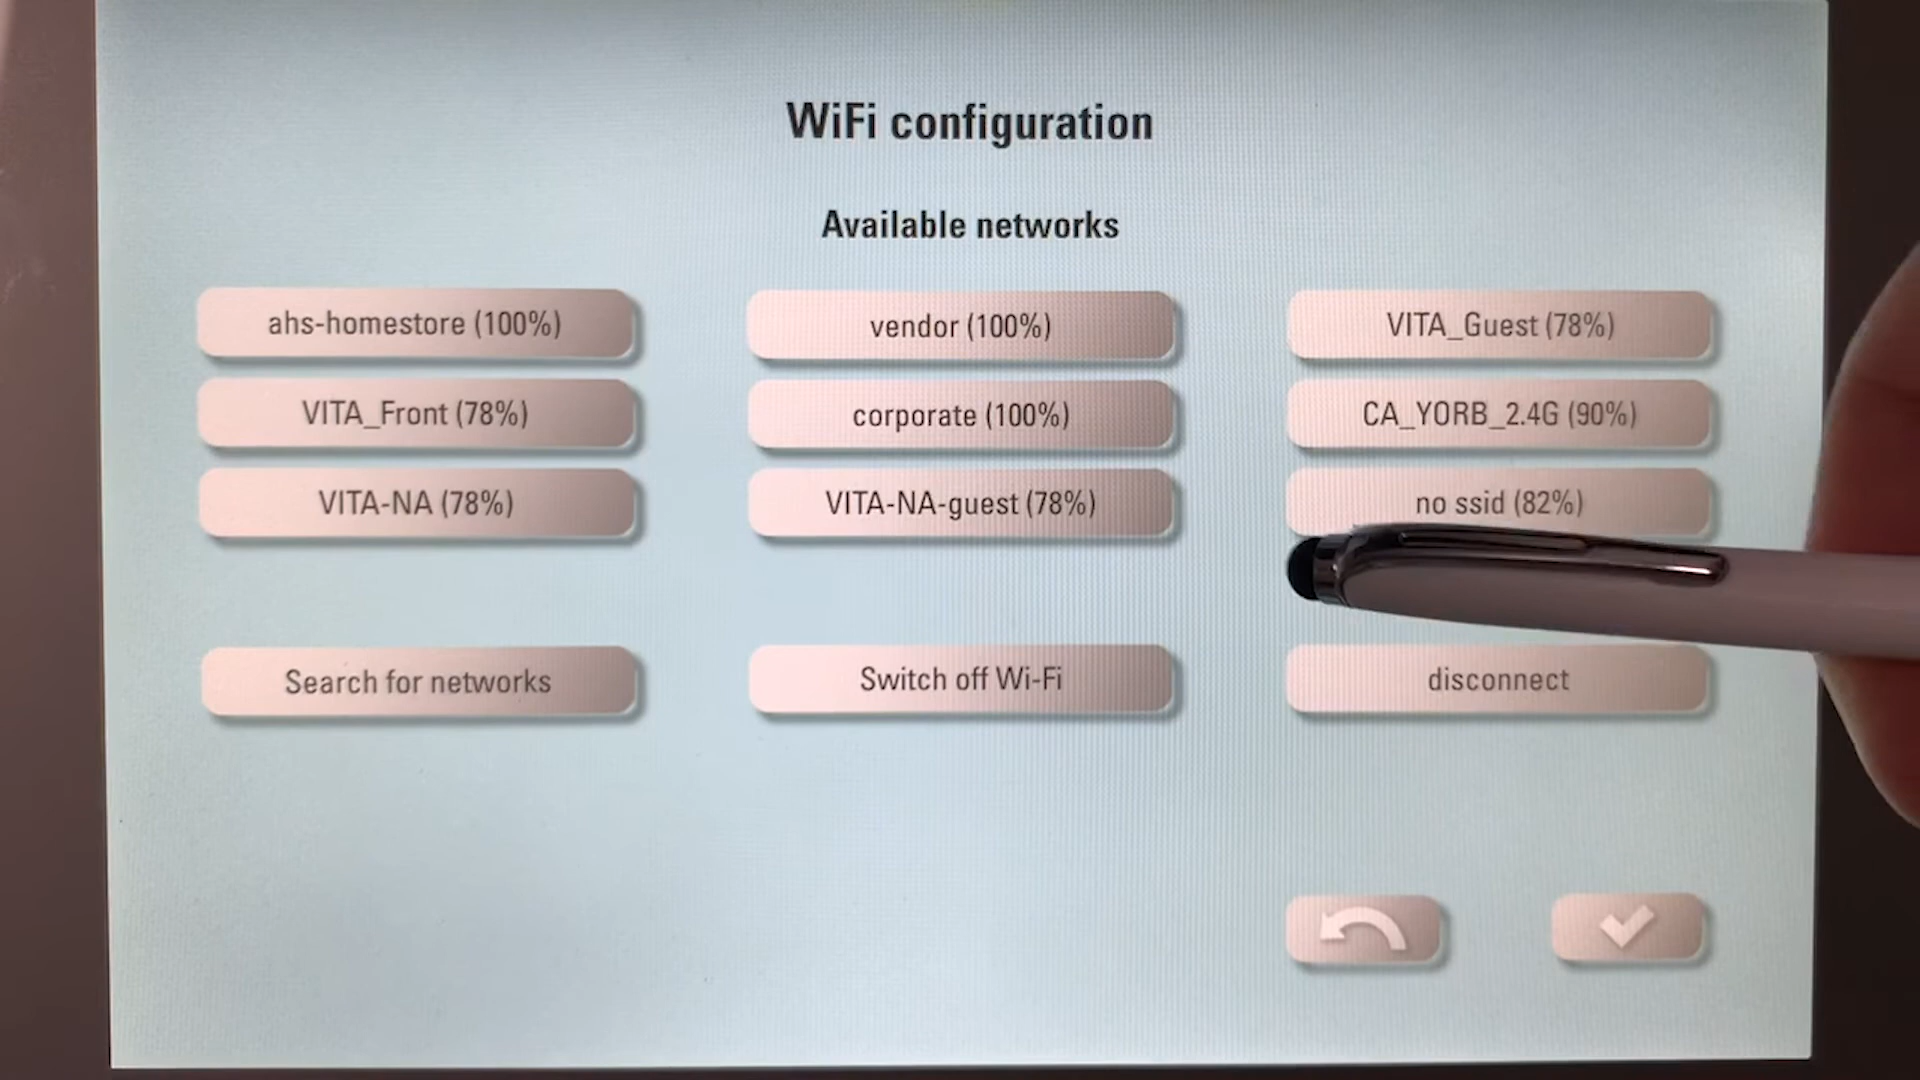 WiFi configuration
Available networks
ahs-homestore (100%)
vendor (100%)
VITA_Guest (78%)
VITA_Front (78%)
corporate (100%)
CA_YORB_2.4G (90%)
VITA-NA (78%)
VITA-NA-guest (78%)
no ssid (82%)
Search for networks
Switch off Wi-Fi
disconnect